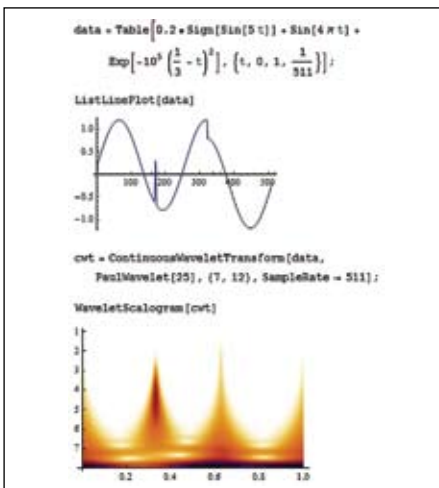 data = Table[0.2 * Sign[Sin[5 t]] + Sin[4 π t] +
Exp[-10^5 (1/3 - t)^2], {t, 0, 1, 1/511}];
ListLinePlot[data]
1.0
0.5
100 200 300 400 500
-0.5
-1.0
cwt = ContinuousWaveletTransform[data,
PaulWavelet[25], {7, 12}, SampleRate → 511];
WaveletScalogram[cwt]
1
2
3
4
5
6
7
0.2 0.4 0.6 0.8 1.0